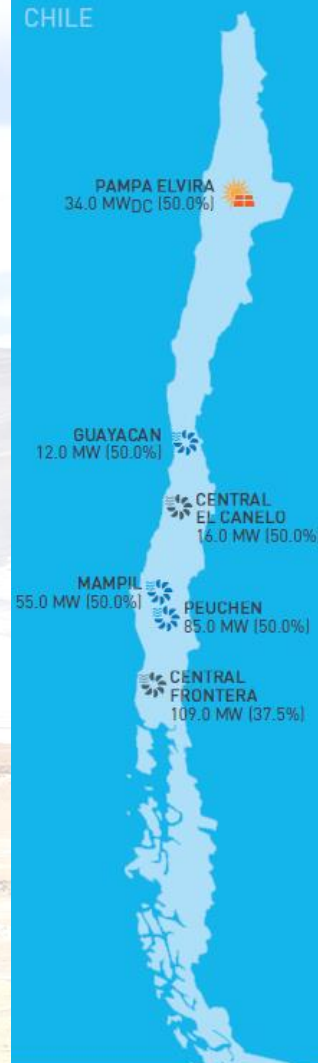 CHILE
PAMPA ELVIRA
34.0 MWDC (50.0%)
GUAYACAN
12.0 MW (50.0%)
CENTRAL
EL CANELO
16.0 MW (50.0%
MAMPIL
55.0 MW (50.0%)
PEUCHEN
85.0 MW (50.0%)
CENTRAL
FRONTERA
109.0 MW (37.5%)